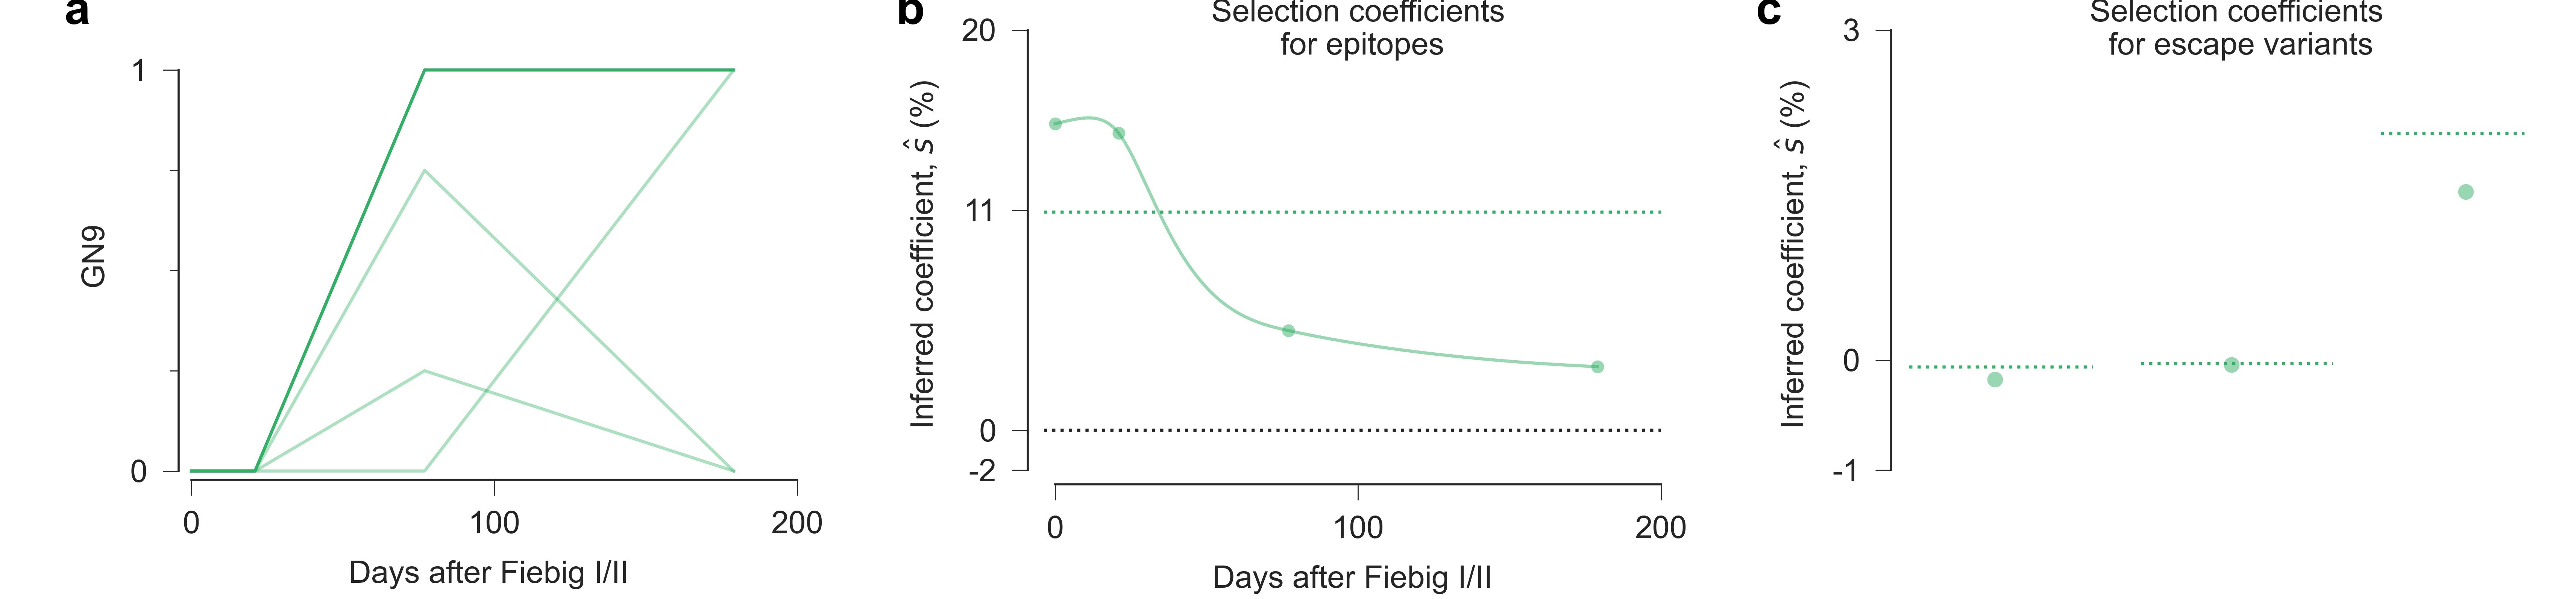 a
1
0
GN9
0
100
200
Days after Fiebig I/II
b
Selection coefficients
for epitopes
20
11
0
-2
Inferred coefficient, ŝ (%)
0
100
200
Days after Fiebig I/II
c
Selection coefficients
for escape variants
3
0
-1
Inferred coefficient, ŝ (%)